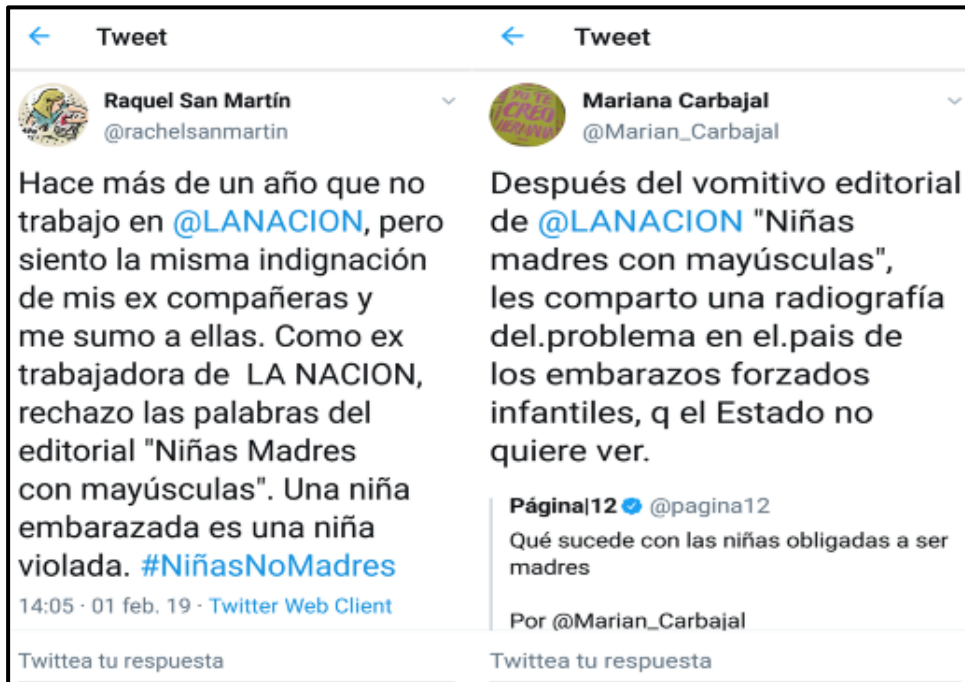 Tweet
Raquel San Martín
@rachelsanmartin
Hace más de un año que no
trabajo en @LANACION, pero
siento la misma indignación
de mis ex compañeras y
me sumo a ellas. Como ex
trabajadora de LA NACION,
rechazo las palabras del
editorial "Niñas Madres
con mayúsculas". Una niña
embarazada es una niña
violada. #NiñasNoMadres
14:05 · 01 feb. 19 · Twitter Web Client
Twittea tu respuesta
Tweet
YO TE
CREO
HERMANA
Mariana Carbajal
@Marian_Carbajal
Después del vomitivo editorial
de @LANACION "Niñas
madres con mayúsculas",
les comparto una radiografía
del.problema en el.pais de
los embarazos forzados
infantiles, q el Estado no
quiere ver.
Página|12 @pagina12
Qué sucede con las niñas obligadas a ser
madres
Por @Marian_Carbajal
Twittea tu respuesta